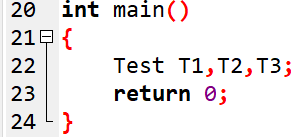 20 int main()
21 {
22 Test T1,T2,T3;
23 return 0;
24 }